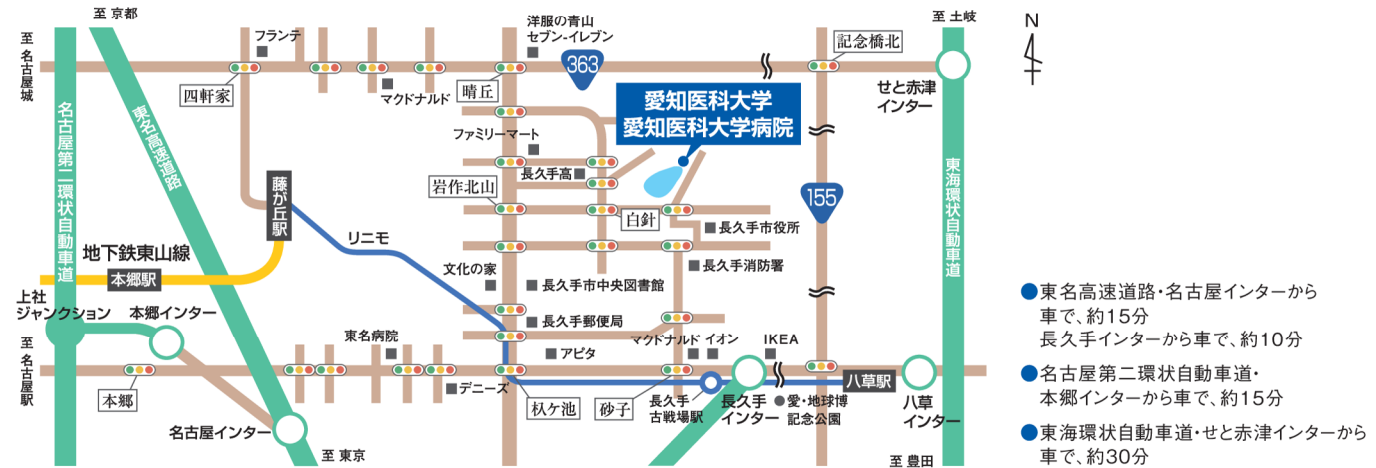 至 京都
至 土岐
N
至 名古屋城
フランテ
洋服の青山
セブン-イレブン
363
記念橋北
四軒家
マクドナルド
晴丘
せと赤津
インター
愛知医科大学
愛知医科大学病院
名古屋第二環状自動車道
東名高速道路
ファミリーマート
長久手高
東海環状自動車道
藤が丘駅
岩作北山
白針
155
長久手市役所
リニモ
地下鉄東山線
本郷駅
長久手消防署
文化の家
長久手市中央図書館
上社
ジャンクション
本郷インター
長久手郵便局
至 名古屋駅
東名病院
アピタ
マクドナルド
イオン
IKEA
本郷
デニーズ
杁ケ池
砂子
長久手
古戦場駅
長久手
インター
愛・地球博
記念公園
八草駅
八草
インター
名古屋インター
至 東京
至 豊田
●東名高速道路・名古屋インターから
車で、約15分
長久手インターから車で、約10分
●名古屋第二環状自動車道・
本郷インターから車で、約15分
●東海環状自動車道・せと赤津インターから
車で、約30分